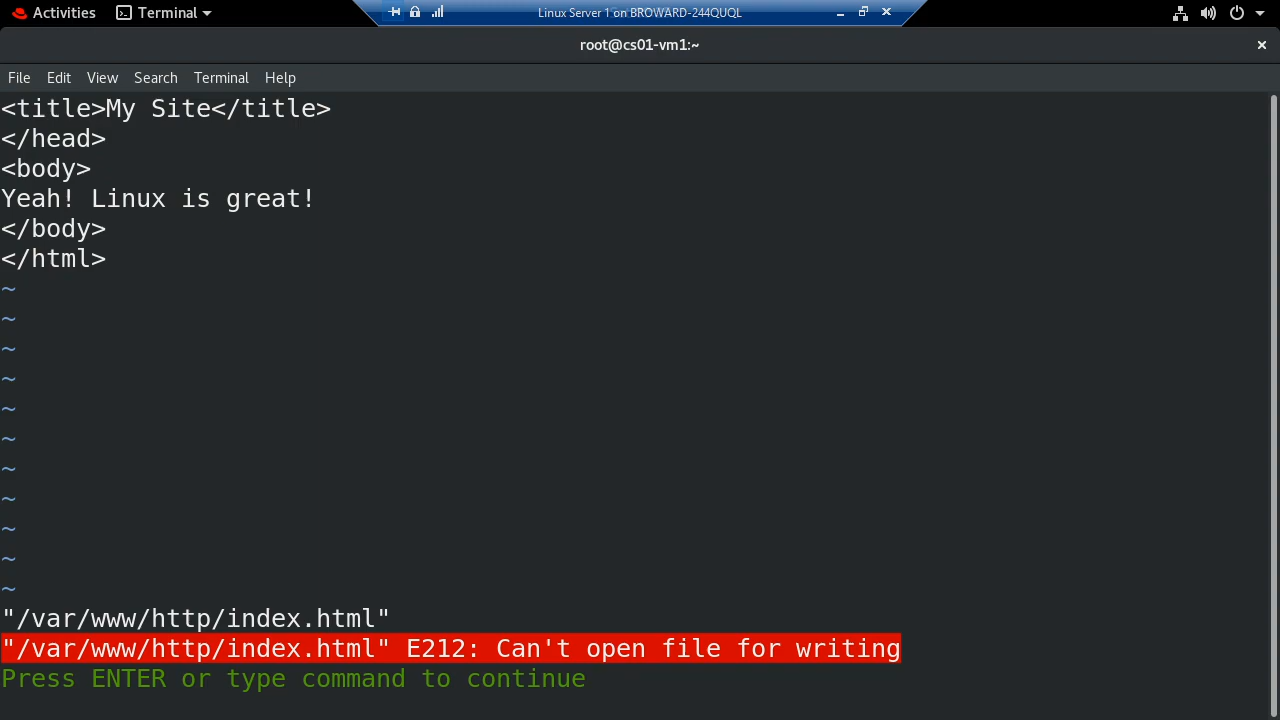 Activities Terminal Linux Server 1 on BROWARD-244QUQL
root@cs01-vm1:~
File Edit View Search Terminal Help
<title>My Site</title>
</head>
<body>
Yeah! Linux is great!
</body>
</html>
~
~
~
~
~
~
~
~
~
~
~
"/var/www/http/index.html"
"/var/www/http/index.html" E212: Can't open file for writing
Press ENTER or type command to continue